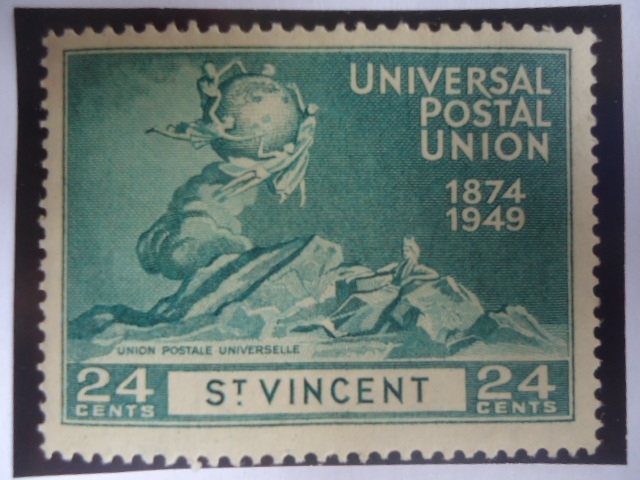 UNIVERSAL
POSTAL
UNION
1874
1949
UNION POSTALE UNIVERSELLE
24 CENTS
ST VINCENT
24 CENTS